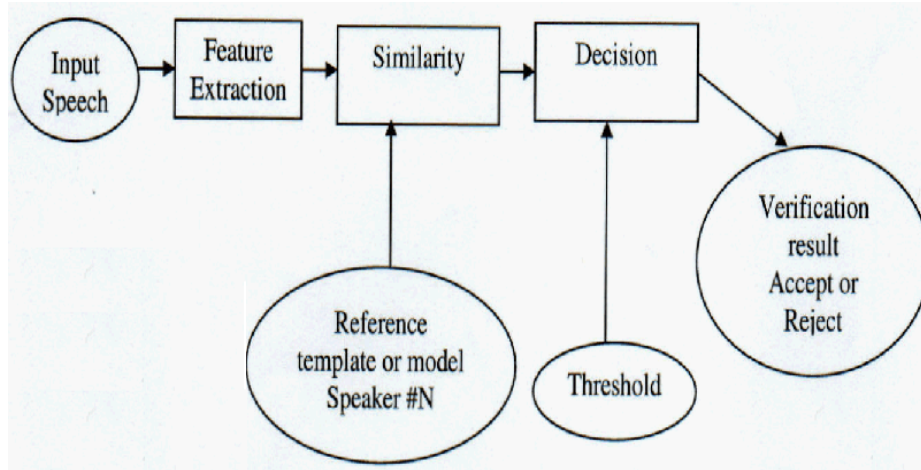 Input
Speech
Feature
Extraction
Similarity
Decision
Verification
result
Accept or
Reject
Reference
template or model
Speaker #N
Threshold